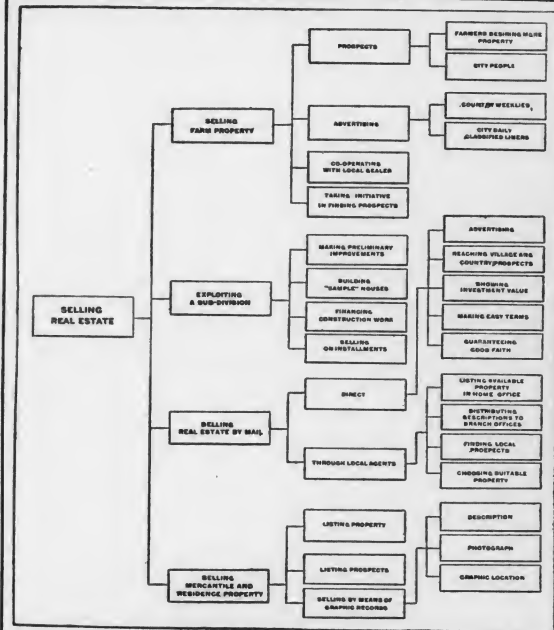 SELLING
REAL ESTATE
SELLING
FARM PROPERTY
PROSPECTS
FARMERS DESIRING MORE
PROPERTY
CITY PEOPLE
ADVERTISING
COUNTRY WEEKLIES
CITY DAILY
CLASSIFIED LINERS
CO-OPERATING
WITH LOCAL DEALER
TAKING INITIATIVE
IN FINDING PROSPECTS
EXPLOITING
A SUB-DIVISION
MAKING PRELIMINARY
IMPROVEMENTS
BUILDING
"SAMPLE" HOUSES
FINANCING
CONSTRUCTION WORK
SELLING
ON INSTALLMENTS
SELLING
REAL ESTATE BY MAIL
DIRECT
ADVERTISING
REACHING VILLAGE AND
COUNTRY PROSPECTS
SHOWING
INVESTMENT VALUE
MAKING EASY TERMS
GUARANTEEING
GOOD FAITH
THROUGH LOCAL AGENTS
LISTING AVAILABLE
PROPERTY
IN HOME OFFICE
DISTRIBUTING
DESCRIPTIONS TO
BRANCH OFFICES
FINDING LOCAL
PROSPECTS
CHOOSING SUITABLE
PROPERTY
SELLING
MERCANTILE AND
RESIDENCE PROPERTY
LISTING PROPERTY
LISTING PROSPECTS
SELLING BY MEANS OF
GRAPHIC RECORDS
DESCRIPTION
PHOTOGRAPH
GRAPHIC LOCATION